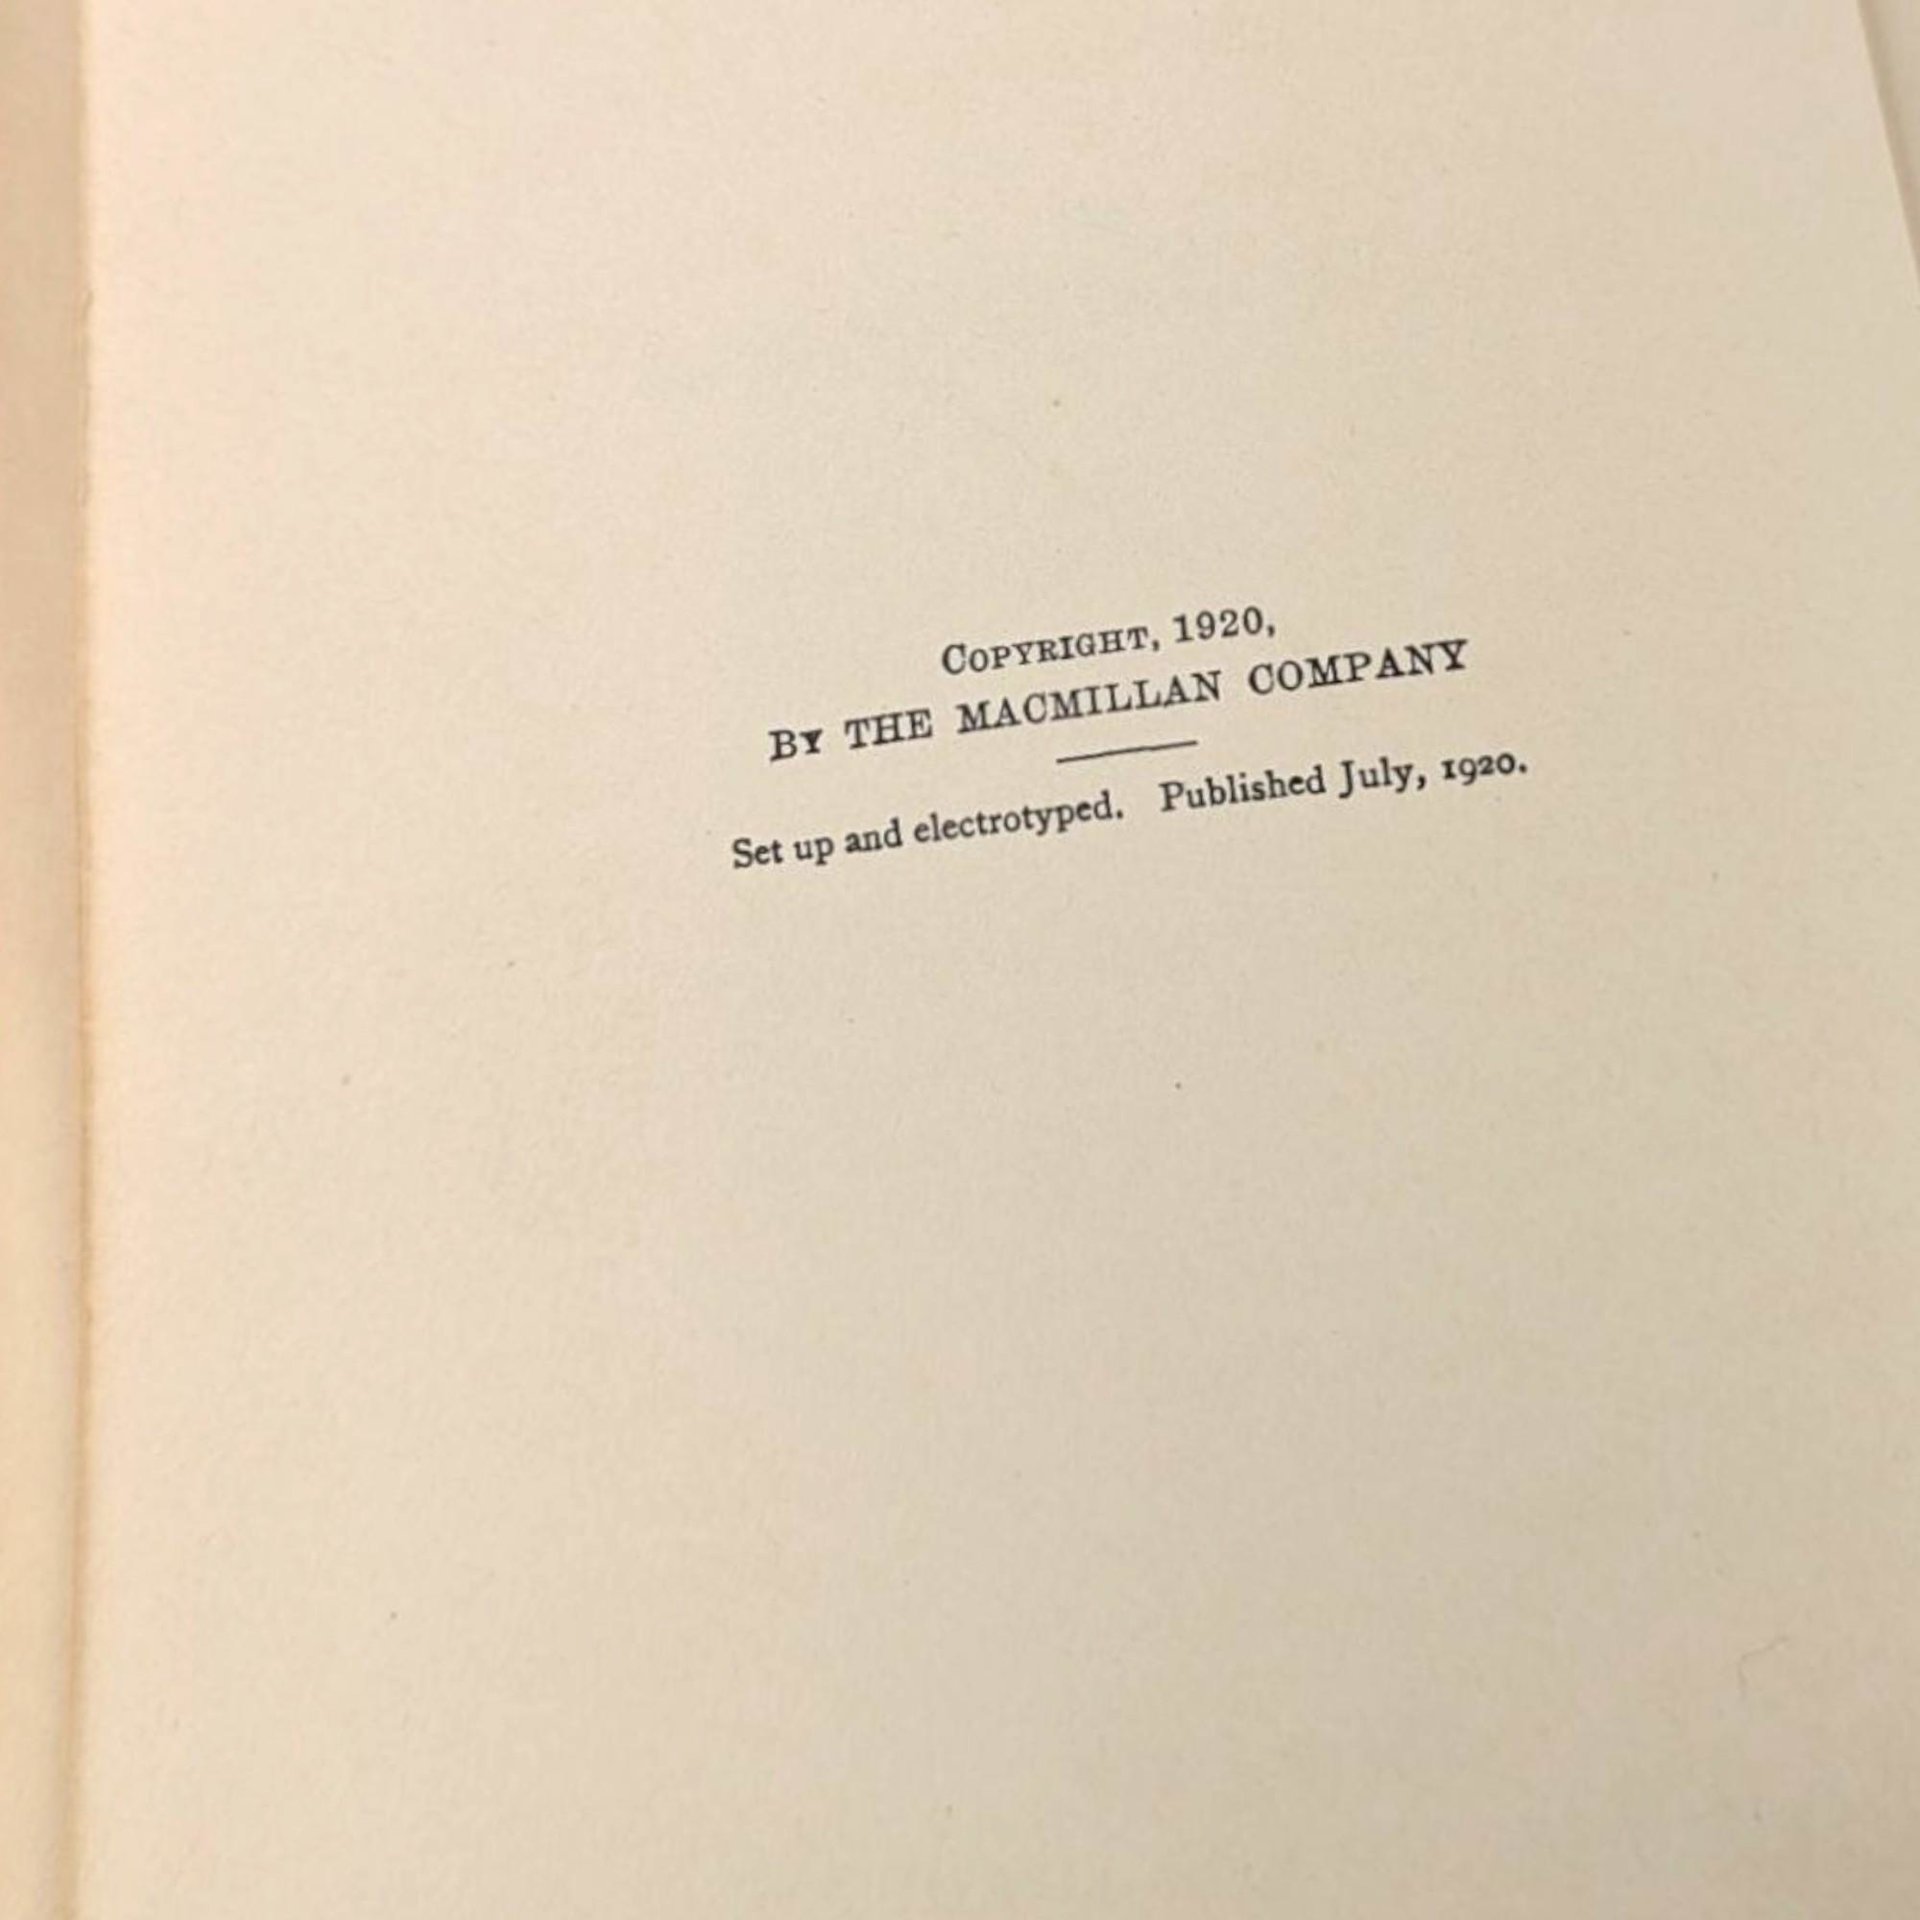 Copyright, 1920,
By THE MACMILLAN COMPANY
Set up and electrotyped. Published July, 1920.